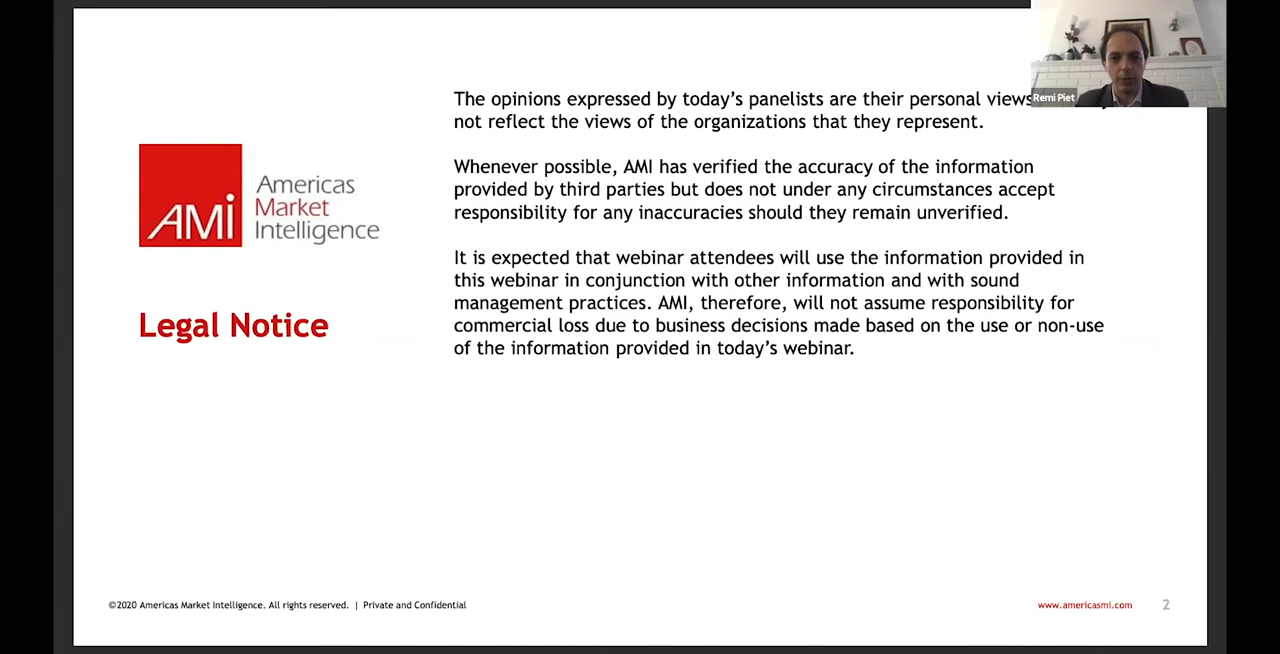 The opinions expressed by today's panelists are their personal views
not reflect the views of the organizations that they represent.
Whenever possible, AMI has verified the accuracy of the information
provided by third parties but does not under any circumstances accept
responsibility for any inaccuracies should they remain unverified.
It is expected that webinar attendees will use the information provided in
this webinar in conjunction with other information and with sound
management practices. AMI, therefore, will not assume responsibility for
commercial loss due to business decisions made based on the use or non-use
of the information provided in today's webinar.
AMi
Americas
Market
Intelligence
Legal Notice
Remi Piet
©2020 Americas Market Intelligence. All rights reserved. | Private and Confidential
www.americasmi.com
2